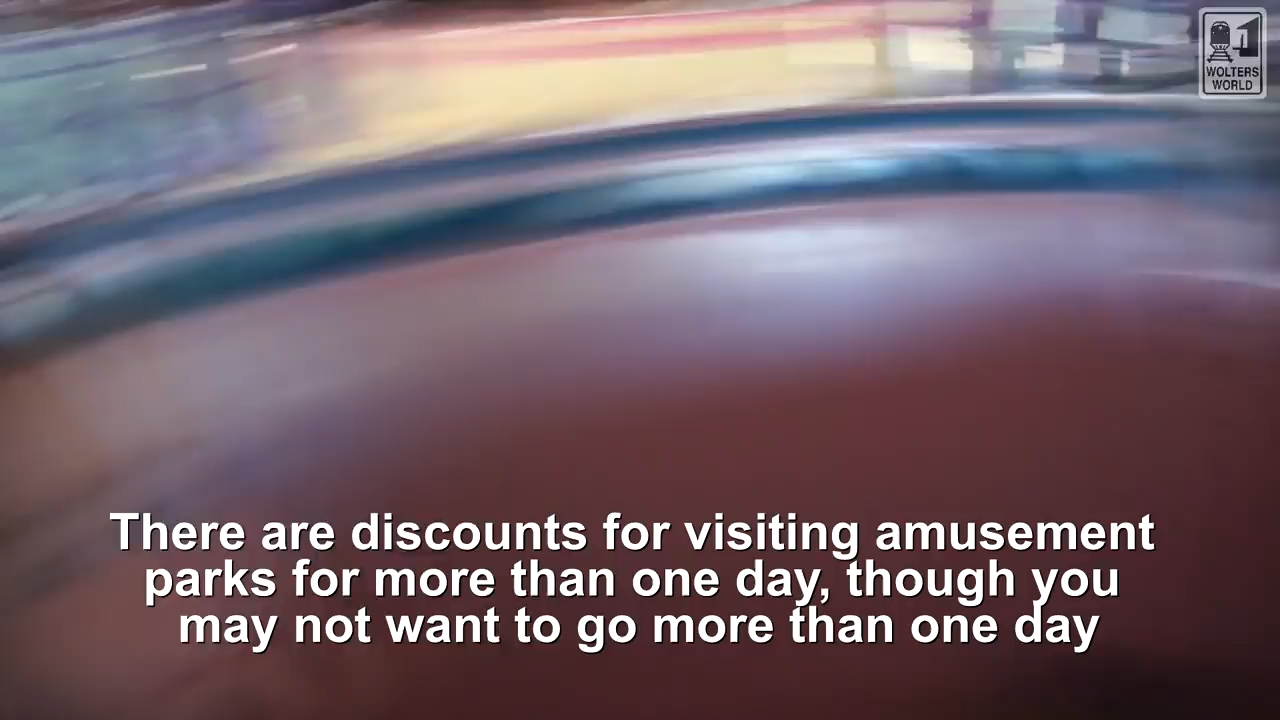 WOLTERS
WORLD
There are discounts for visiting amusement
parks for more than one day, though you
may not want to go more than one day